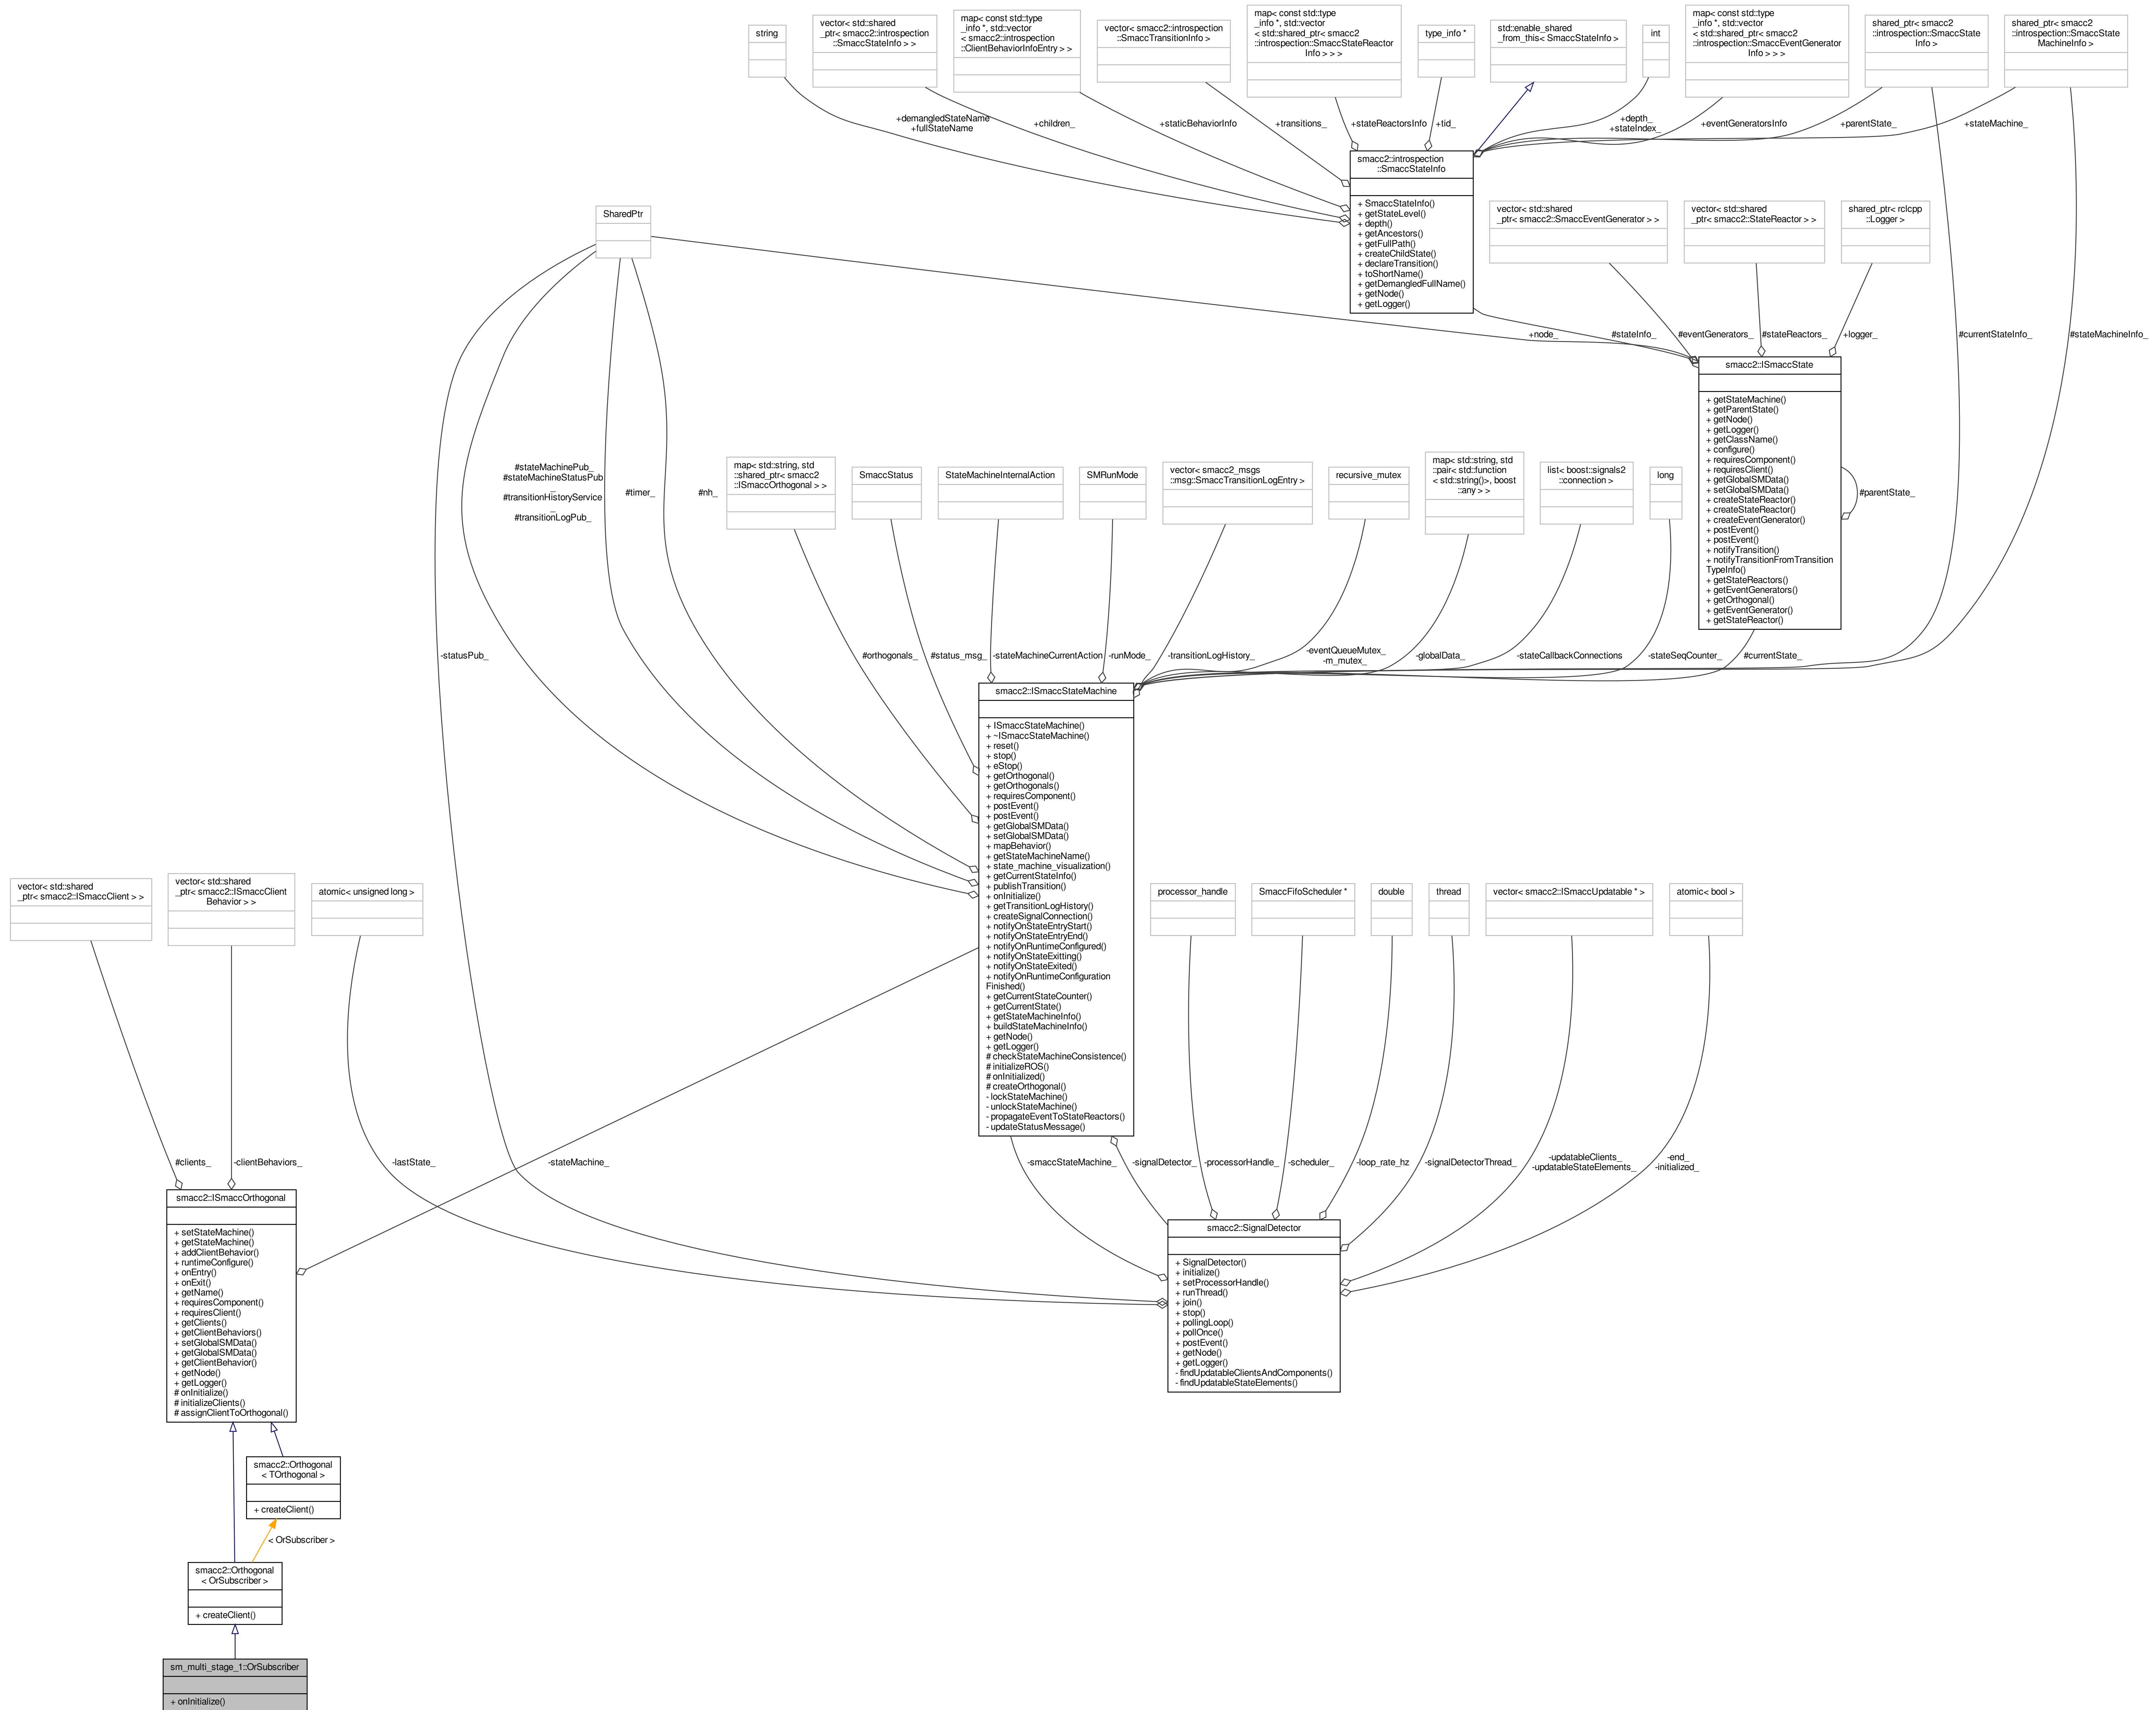 string
vector< std::shared
_ptr< smacc2::introspection
::SmaccStateInfo > >
map< const std::type
_info *, std::vector
< smacc2::introspection
::ClientBehaviorInfoEntry > >
vector< smacc2::introspection
::SmaccTransitionInfo >
map< const std::type
_info *, std::vector
< std::shared_ptr< smacc2
::introspection::SmaccStateReactor
Info > > >
type_info *
std::enable_shared
_from_this< SmaccStateInfo >
int
map< const std::type
_info *, std::vector
< std::shared_ptr< smacc2
::introspection::SmaccEventGenerator
Info > > >
shared_ptr< smacc2
::introspection::SmaccState
Info >
shared_ptr< smacc2
::introspection::SmaccState
MachineInfo >
+demangledStateName
+fullStateName
+children_
+staticBehaviorInfo
+transitions_
+stateReactorsInfo
+tid_
+depth_
+stateIndex_
+eventGeneratorsInfo
+parentState_
+stateMachine_
smacc2::introspection
::SmaccStateInfo
+ SmaccStateInfo()
+ getStateLevel()
+ depth()
+ getAncestors()
+ getFullPath()
+ createChildState()
+ declareTransition()
+ toShortName()
+ getDemangledFullName()
+ getNode()
+ getLogger()
SharedPtr
vector< std::shared
_ptr< smacc2::SmaccEventGenerator > >
vector< std::shared
_ptr< smacc2::StateReactor > >
shared_ptr< rclcpp
::Logger >
+node_
#stateInfo_
#eventGenerators_
#stateReactors_
+logger_
#currentStateInfo_
#stateMachineInfo_
smacc2::ISmaccState
+ getStateMachine()
+ getParentState()
+ getNode()
+ getLogger()
+ getClassName()
+ configure()
+ requiresComponent()
+ requiresClient()
+ getGlobalSMData()
+ setGlobalSMData()
+ createStateReactor()
+ createStateReactor()
+ createEventGenerator()
+ postEvent()
+ postEvent()
+ notifyTransition()
+ notifyTransitionFromTransition
TypeInfo()
+ getStateReactors()
+ getEventGenerators()
+ getOrthogonal()
+ getEventGenerator()
+ getStateReactor()
#parentState_
#stateMachinePub_
#stateMachineStatusPub
_
#transitionHistoryService
_
#transitionLogPub_
#timer_
#nh_
map< std::string, std
::shared_ptr< smacc2
::ISmaccOrthogonal > >
SmaccStatus
StateMachineInternalAction
SMRunMode
vector< smacc2_msgs
::msg::SmaccTransitionLogEntry >
recursive_mutex
map< std::string, std
::pair< std::function
< std::string()>, boost
::any > >
list< boost::signals2
::connection >
long
-statusPub_
#orthogonals_
#status_msg_
-stateMachineCurrentAction
-runMode_
-transitionLogHistory_
-eventQueueMutex_
-m_mutex_
-globalData_
-stateCallbackConnections
-stateSeqCounter_
#currentState_
smacc2::ISmaccStateMachine
+ ISmaccStateMachine()
+ ~ISmaccStateMachine()
+ reset()
+ stop()
+ eStop()
+ getOrthogonal()
+ getOrthogonals()
+ requiresComponent()
+ postEvent()
+ postEvent()
+ getGlobalSMData()
+ setGlobalSMData()
+ mapBehavior()
+ getStateMachineName()
+ state_machine_visualization()
+ getCurrentStateInfo()
+ publishTransition()
+ onInitialize()
+ getTransitionLogHistory()
+ createSignalConnection()
+ notifyOnStateEntryStart()
+ notifyOnStateEntryEnd()
+ notifyOnRuntimeConfigured()
+ notifyOnStateExitting()
+ notifyOnStateExited()
+ notifyOnRuntimeConfiguration
Finished()
+ getCurrentStateCounter()
+ getCurrentState()
+ getStateMachineInfo()
+ buildStateMachineInfo()
+ getNode()
+ getLogger()
# checkStateMachineConsistence()
# initializeROS()
# onInitialized()
# createOrthogonal()
- lockStateMachine()
- unlockStateMachine()
- propagateEventToStateReactors()
- updateStatusMessage()
vector< std::shared
_ptr< smacc2::ISmaccClient > >
vector< std::shared
_ptr< smacc2::ISmaccClient
Behavior > >
atomic< unsigned long >
processor_handle
SmaccFifoScheduler *
double
thread
vector< smacc2::ISmaccUpdatable * >
atomic< bool >
#clients_
-clientBehaviors_
-lastState_
-stateMachine_
-smaccStateMachine_
-signalDetector_
-processorHandle_
-scheduler_
-loop_rate_hz
-signalDetectorThread_
-updatableClients_
-updatableStateElements_
-end_
-initialized_
smacc2::ISmaccOrthogonal
+ setStateMachine()
+ getStateMachine()
+ addClientBehavior()
+ runtimeConfigure()
+ onEntry()
+ onExit()
+ getName()
+ requiresComponent()
+ requiresClient()
+ getClients()
+ getClientBehaviors()
+ setGlobalSMData()
+ getGlobalSMData()
+ getClientBehavior()
+ getNode()
+ getLogger()
# onInitialize()
# initializeClients()
# assignClientToOrthogonal()
smacc2::SignalDetector
+ SignalDetector()
+ initialize()
+ setProcessorHandle()
+ runThread()
+ join()
+ stop()
+ pollingLoop()
+ pollOnce()
+ postEvent()
+ getNode()
+ getLogger()
- findUpdatableClientsAndComponents()
- findUpdatableStateElements()
smacc2::Orthogonal
< TOrthogonal >
+ createClient()
< OrSubscriber >
smacc2::Orthogonal
< OrSubscriber >
+ createClient()
sm_multi_stage_1::OrSubscriber
+ onInitialize()